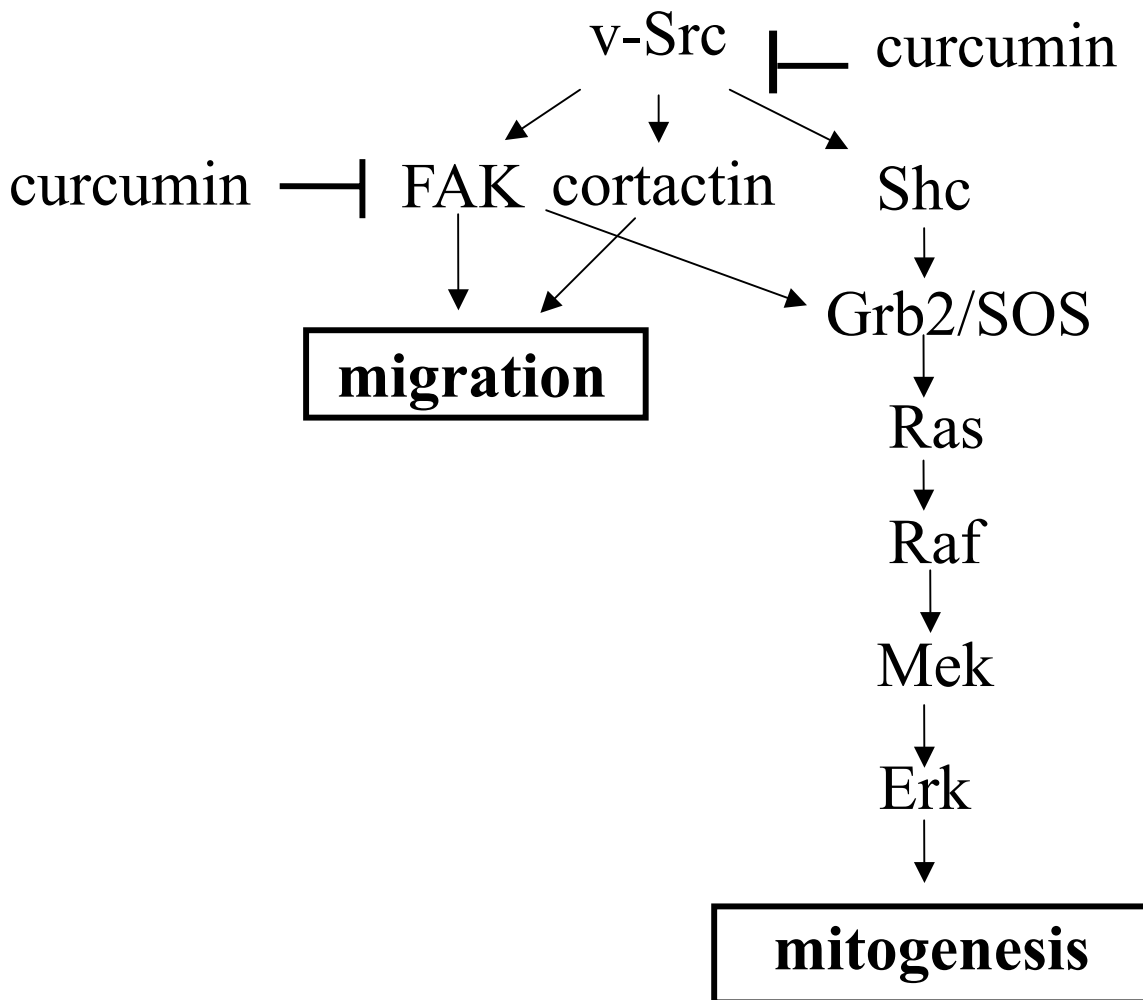 v-Src curcumin
curcumin FAK cortactin Shc
Grb2/SOS
migration
Ras
Raf
Mek
Erk
mitogenesis